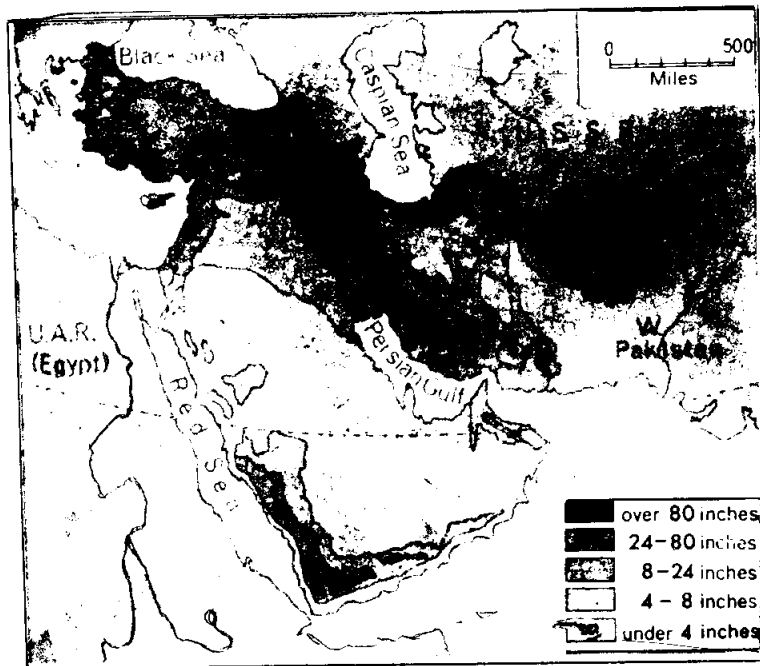 Black Sea
Caspian Sea
0 500
Miles
U.A.R.
(Egypt)
Red Sea
Persian Gulf
W.
Pakistan
over 80 inches
24-80 inches
8-24 inches
4-8 inches
under 4 inches